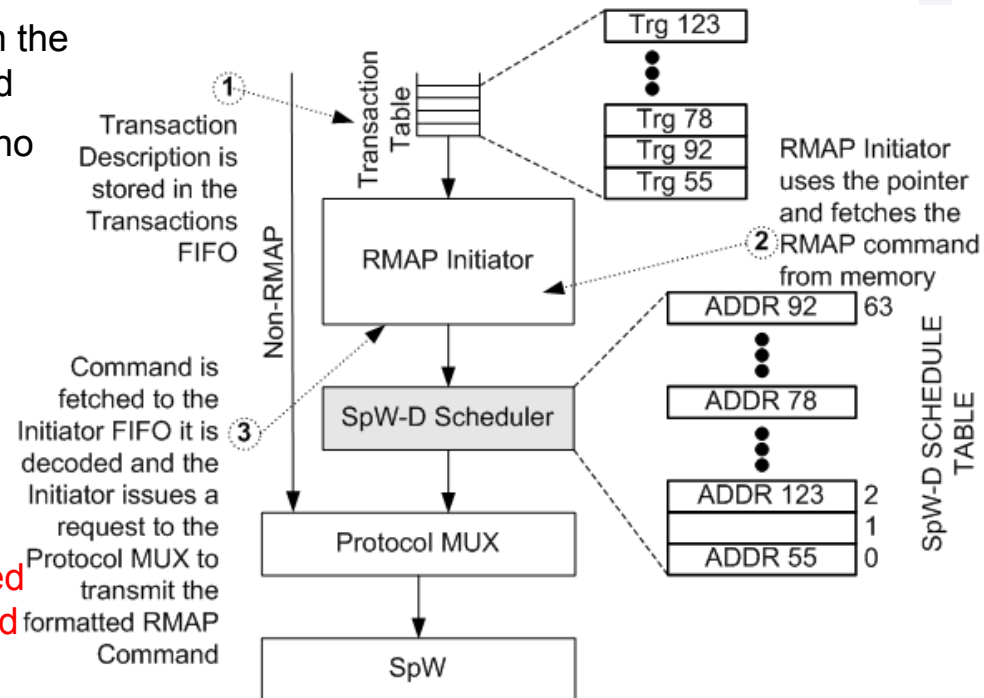 n the
d
no
1
Transaction
Description is
stored in the
Transactions
FIFO
Transaction
Table
Trg 123
Trg 78
Trg 92
Trg 55
RMAP Initiator
uses the pointer
and fetches the
2 RMAP command
from memory
Non-RMAP
RMAP Initiator
ADDR 92 63
ADDR 78
ADDR 123 2
1
ADDR 55 0
SpW-D SCHEDULE
TABLE
Command is
fetched to the
Initiator FIFO it is 3
decoded and the
Initiator issues a
request to the
Protocol MUX to
transmit the
formatted RMAP
Command
ed
d
SpW-D Scheduler
Protocol MUX
SpW